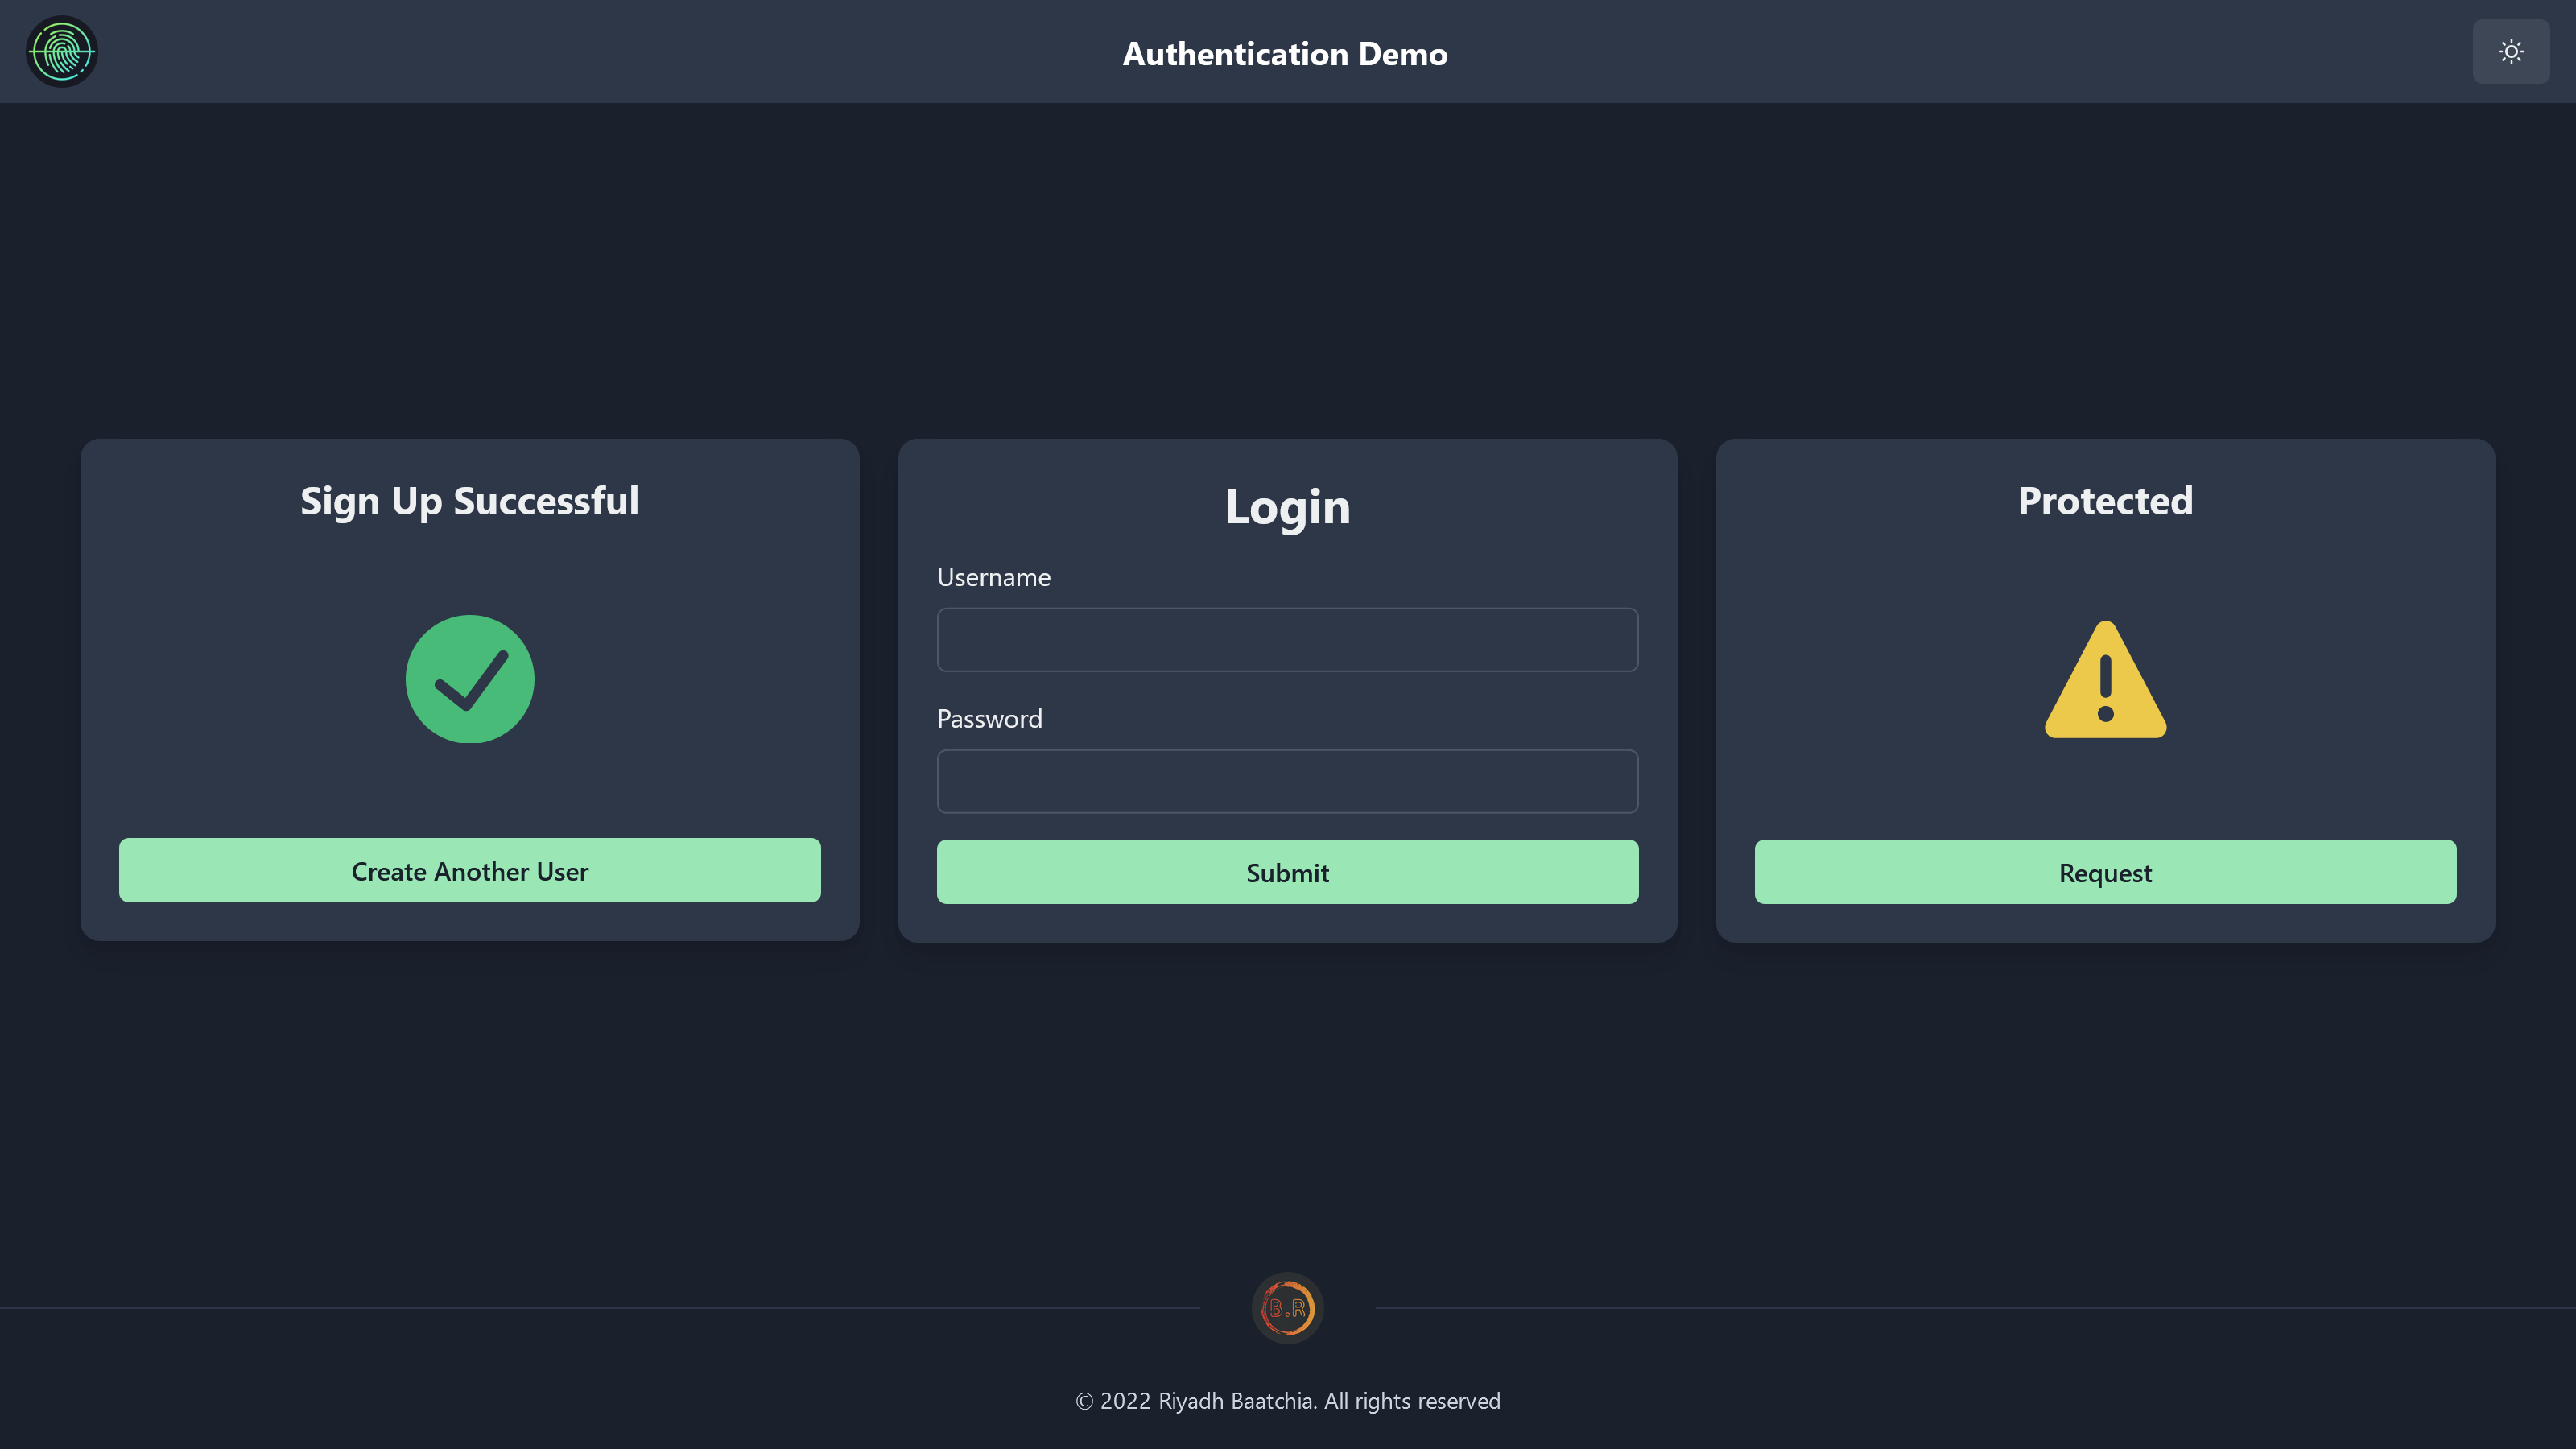 Authentication Demo
Sign Up Successful
Create Another User
Login
Username
Password
Submit
Protected
Request
B.R
© 2022 Riyadh Baatchia. All rights reserved